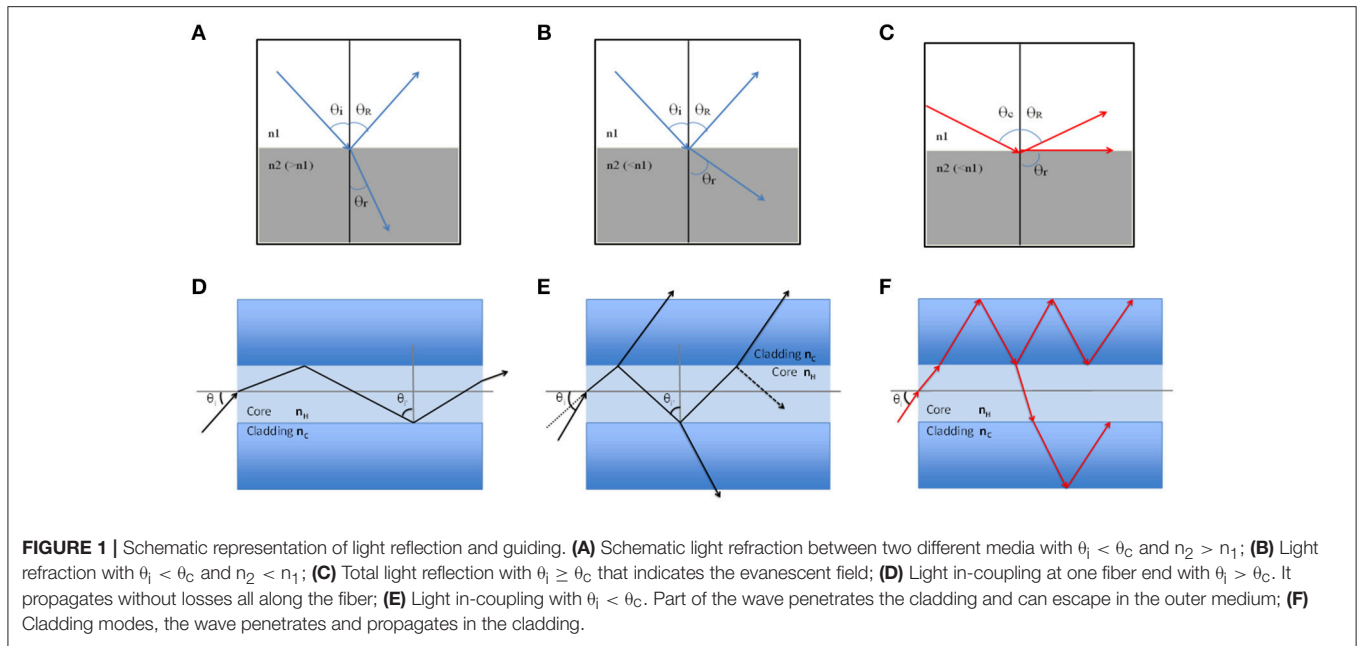 A
B
C
θi θR
n1
n2 (>n1)
θr
θi θR
n1
n2 (<n1)
θr
θc θR
n1
n2 (<n1)
θr
D
E
F
θi
Core nH
Cladding nC
θi'
θi
Cladding nC
Core nH
θi'
θi
Core nH
Cladding nC
FIGURE 1 | Schematic representation of light reflection and guiding. (A) Schematic light refraction between two different media with θi < θC and n2 > n1; (B) Light
refraction with θi < θC and n2 < n1; (C) Total light reflection with θi ≥ θC that indicates the evanescent field; (D) Light in-coupling at one fiber end with θi > θC. It
propagates without losses all along the fiber; (E) Light in-coupling with θi < θC. Part of the wave penetrates the cladding and can escape in the outer medium; (F)
Cladding modes, the wave penetrates and propagates in the cladding.